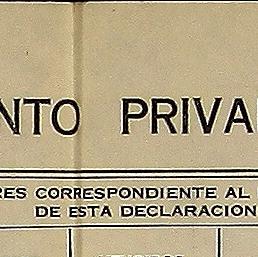 NTO PRIVA
RES CORRESPONDIENTE AL
DE ESTA DECLARACION